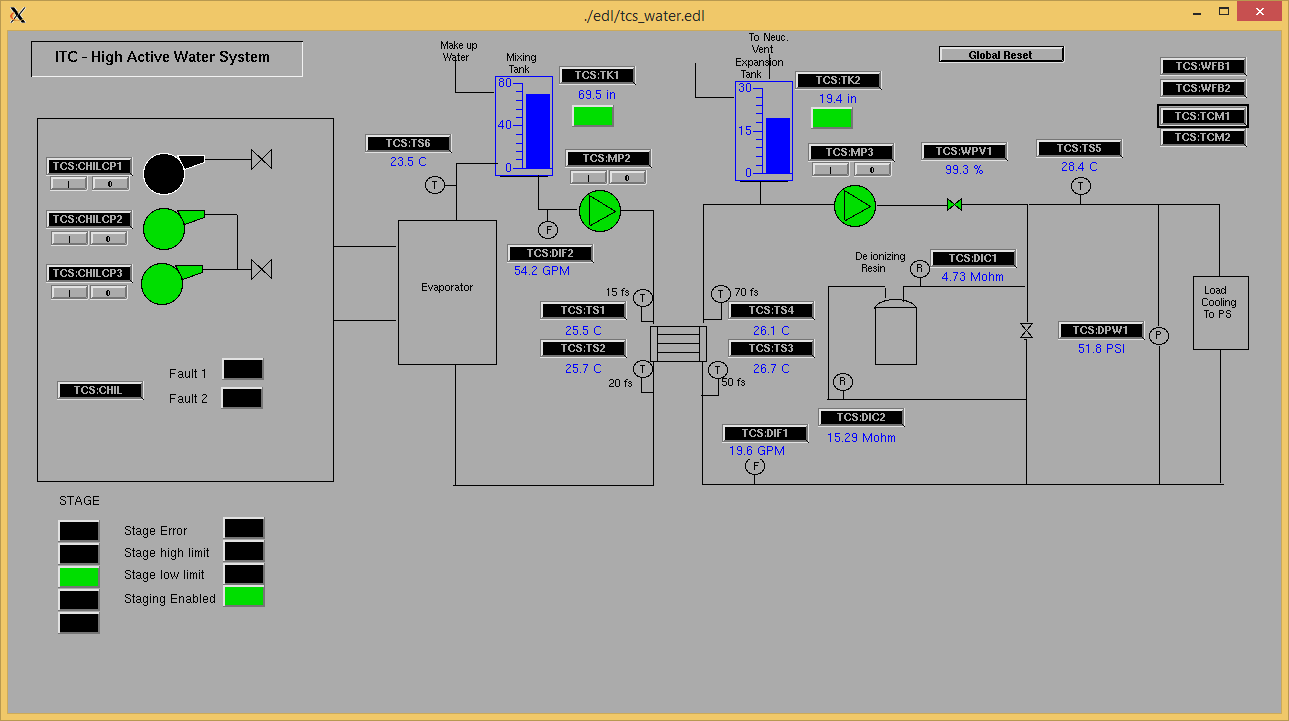 ./edl/tcs_water.edl
ITC - High Active Water System
Make up
Water
Mixing
Tank
80
40
0
TCS:TK1
69.5 in
To Neuc.
Vent
Expansion
Tank
30
15
0
TCS:TK2
19.4 in
Global Reset
TCS:WFB1
TCS:WFB2
TCS:TCM1
TCS:TCM2
TCS:TS6
23.5 C
T
TCS:MP2
I
0
TCS:MP3
I
0
TCS:WPV1
99.3 %
TCS:TS5
28.4 C
T
TCS:CHILCP1
I
0
TCS:CHILCP2
I
0
TCS:CHILCP3
I
0
F
TCS:DIF2
54.2 GPM
Evaporator
De ionizing
Resin
R
TCS:DIC1
4.73 Mohm
15 fs
T
T
70 fs
TCS:TS1
25.5 C
TCS:TS2
25.7 C
TCS:TS4
26.1 C
TCS:TS3
26.7 C
20 fs
T
T
50 fs
Load
Cooling
To PS
TCS:DPW1
51.8 PSI
P
R
TCS:DIC2
15.29 Mohm
TCS:DIF1
19.6 GPM
F
TCS:CHIL
Fault 1
Fault 2
STAGE
Stage Error
Stage high limit
Stage low limit
Staging Enabled